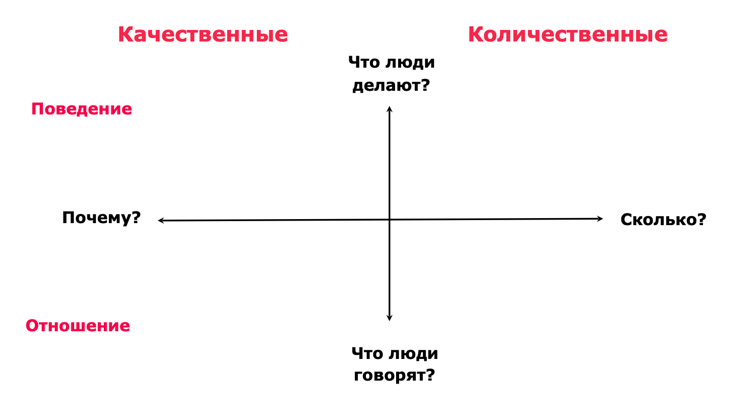 Качественные
Количественные
Что люди
делают?
Поведение
Почему?
Сколько?
Отношение
Что люди
говорят?